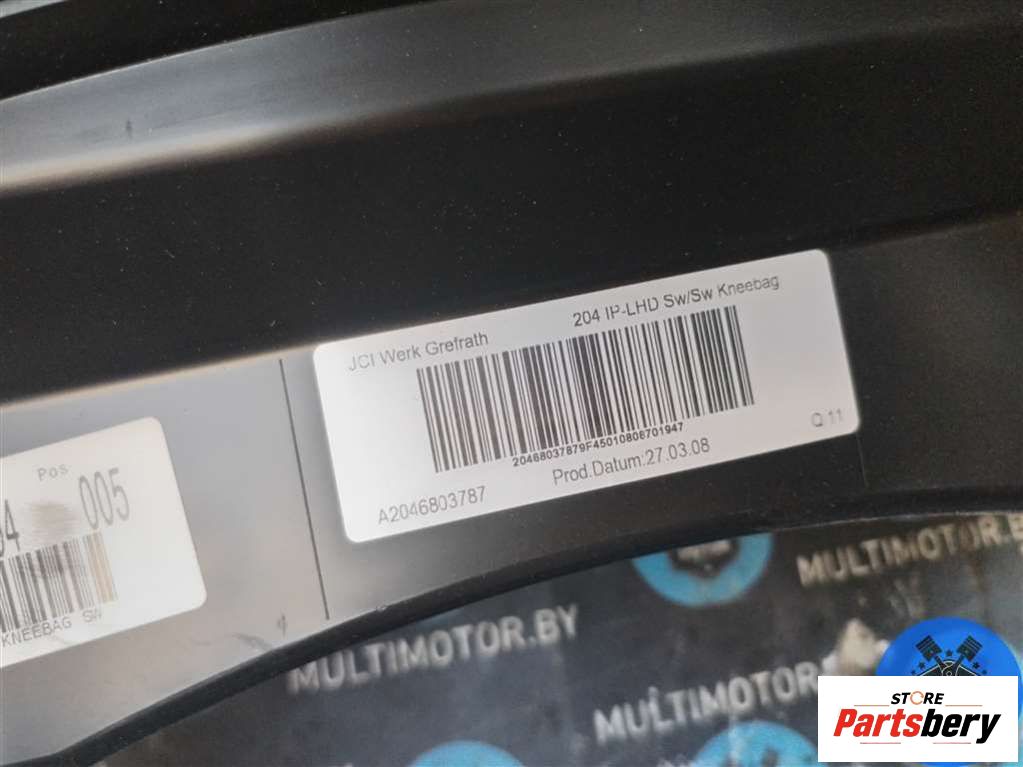 JCI Werk Grefrath
204 IP-LHD Sw/Sw Kneebag
20468037879F45010806701947
Prod.Datum:27.03.08
Q 11
A2046803787
Pos
005
KNEEBAG SW
MULTIMOTOR.BY
MULTIMOTOR.BY
MULTIMOTOR
STORE
Partsbery